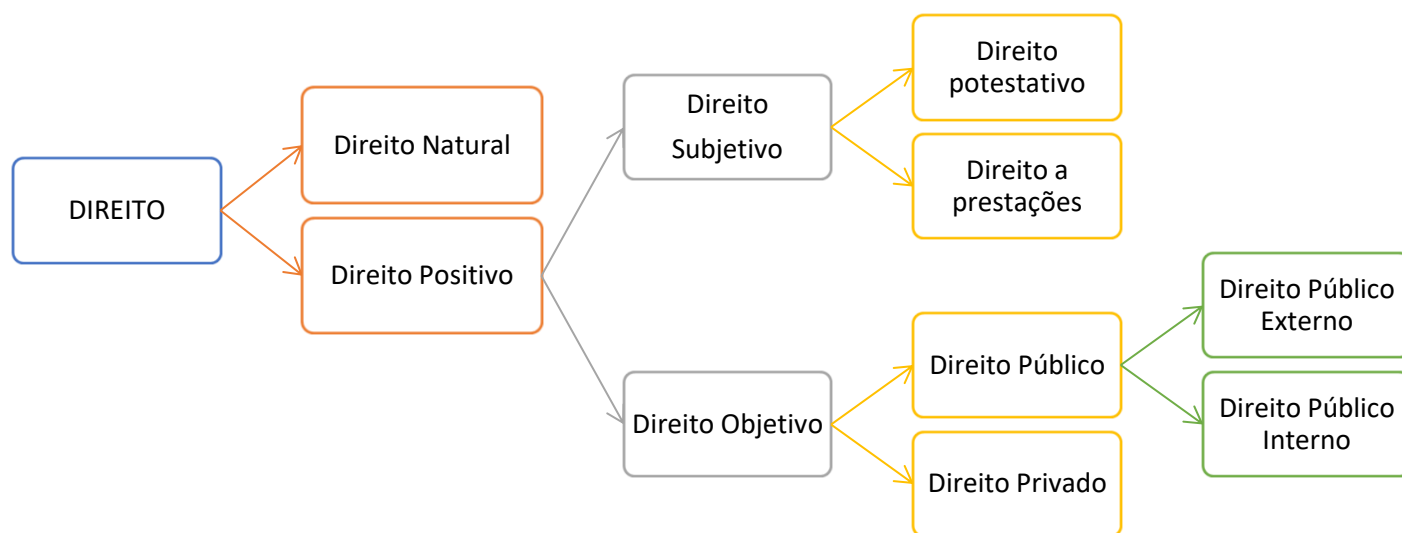 DIREITO
Direito Natural
Direito Positivo
Direito
Subjetivo
Direito Objetivo
Direito
potestativo
Direito a
prestações
Direito Público
Direito Privado
Direito Público
Externo
Direito Público
Interno